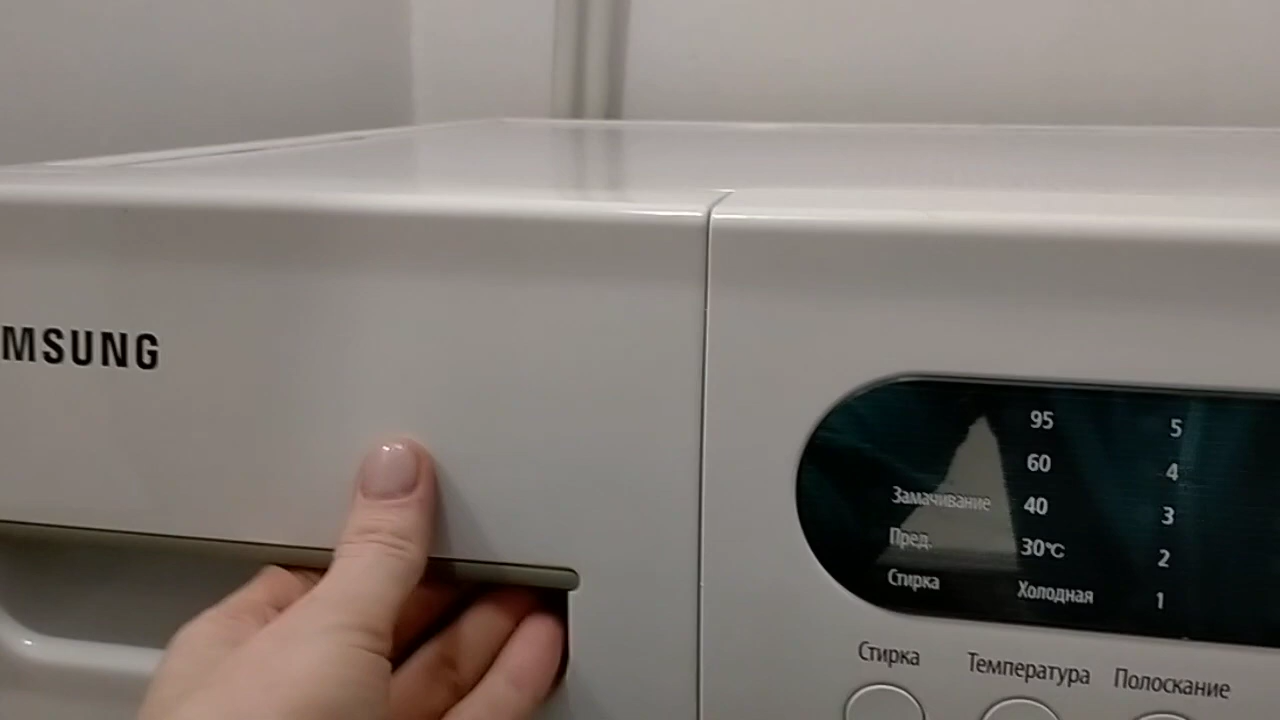 MSUNG
95 5
60 4
Замачивание 40 3
Пред. 30°C 2
Стирка Холодная 1
Стирка Температура Полоскание